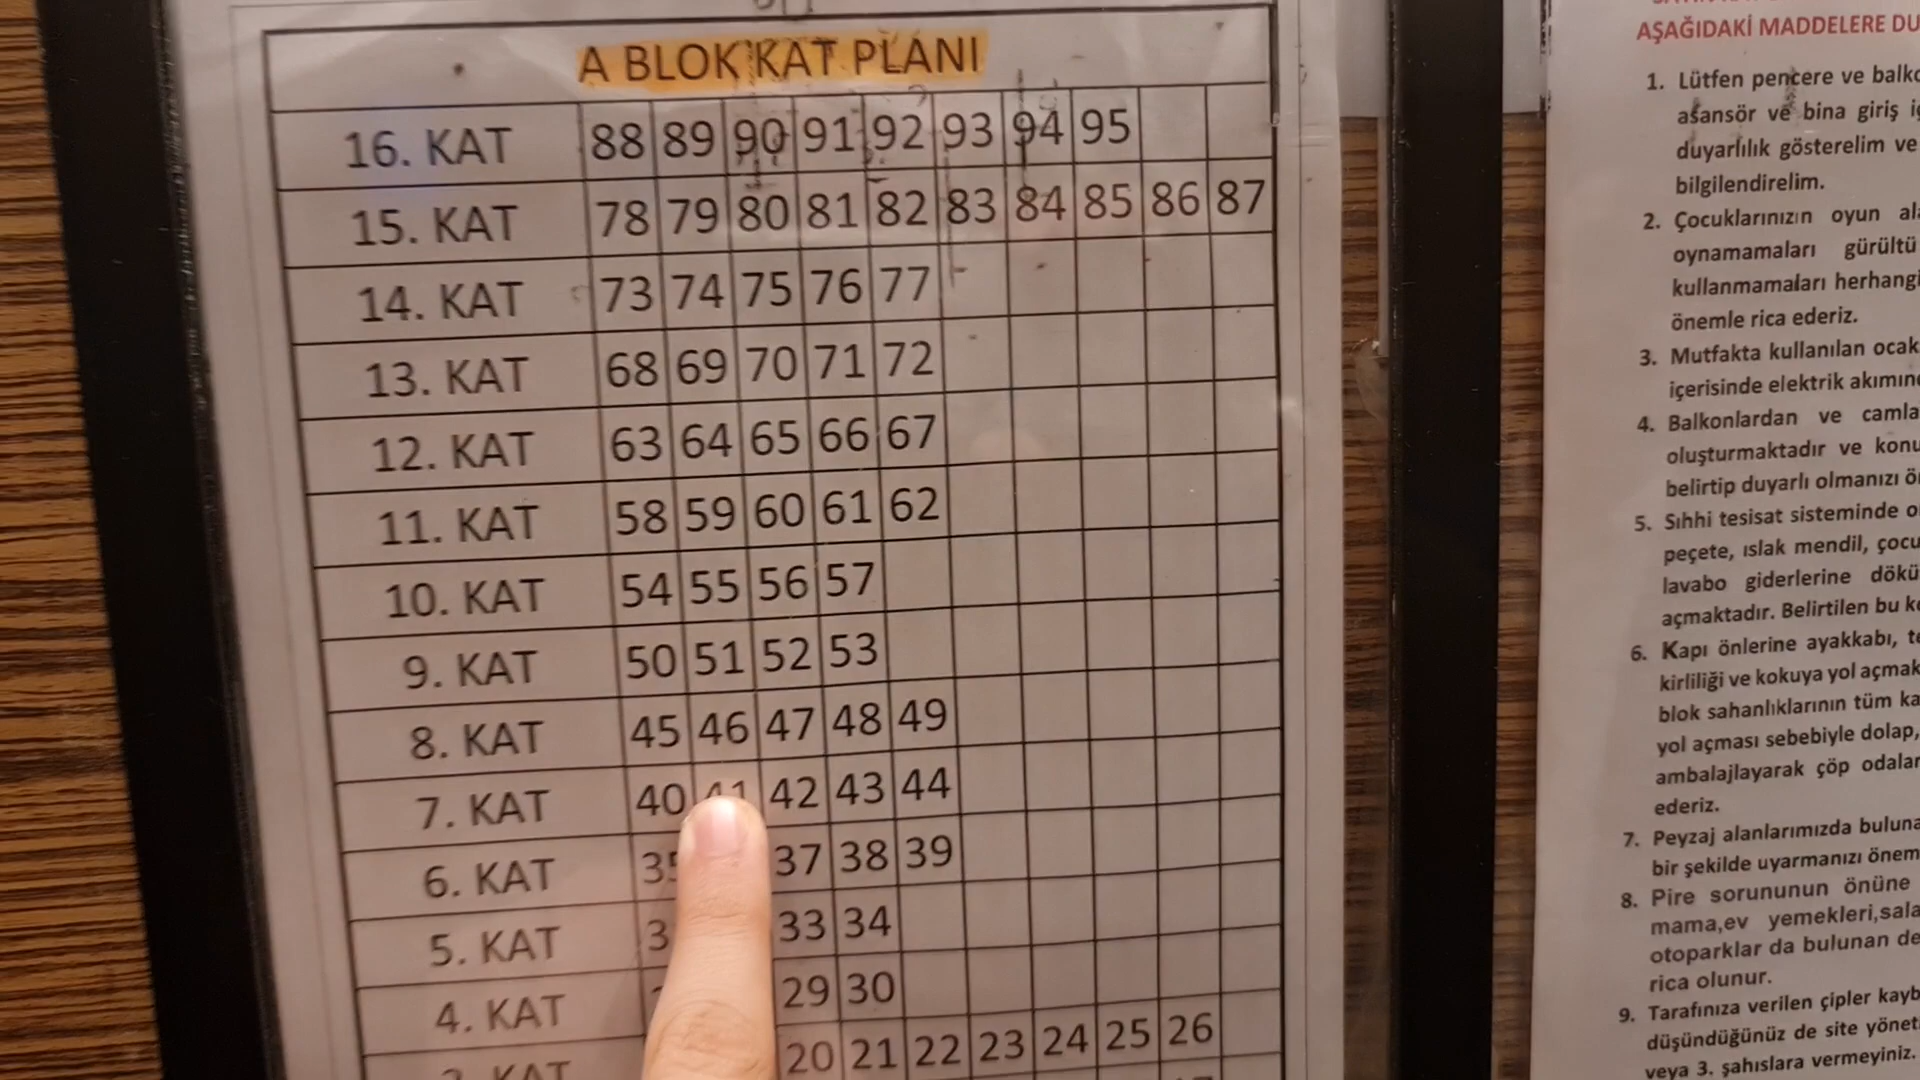 A BLOK KAT PLANI
16. KAT 88 89 90 91 92 93 94 95
15. KAT 78 79 80 81 82 83 84 85 86 87
14. KAT 73 74 75 76 77
13. KAT 68 69 70 71 72
12. KAT 63 64 65 66 67
11. KAT 58 59 60 61 62
10. KAT 54 55 56 57
9. KAT 50 51 52 53
8. KAT 45 46 47 48 49
7. KAT 40 41 42 43 44
6. KAT 35 37 38 39
5. KAT 33 34
4. KAT 29 30
KAT 20 21 22 23 24 25 26
AŞAĞIDAKİ MADDELERE
1. Lütfen pencere ve
asansör ve bina giriş
duyarlılık gösterelim ve
bilgilendirelim.
2. Çocuklarınızın oyun
oynamamaları gürültü
kullanmamaları
önemle rica ederiz.
3. Mutfakta kullanılan ocak
içerisinde elektrik
4. Balkonlardan ve
oluşturmaktadır ve
belirtip duyarlı olmanızı
5. Sıhhi tesisat sisteminde
peçete, ıslak mendil,
lavabo giderlerine
açmaktadır. Belirtilen bu
6. Kapı önlerine ayakkabı,
kirliliği ve kokuya yol
blok sahanlıklarının tüm
yol açması sebebiyle dolap,
ambalajlayarak çöp
ederiz.
7. Peyzaj alanlarımızda
bir şekilde uyarmanızı
8. Pire sorununun önüne
mama,ev yemekleri,
otoparklar da bulunan
rica olunur.
9. Tarafınıza verilen çipler
düşündüğünüz de site
veya 3. şahıslara vermeyiniz.